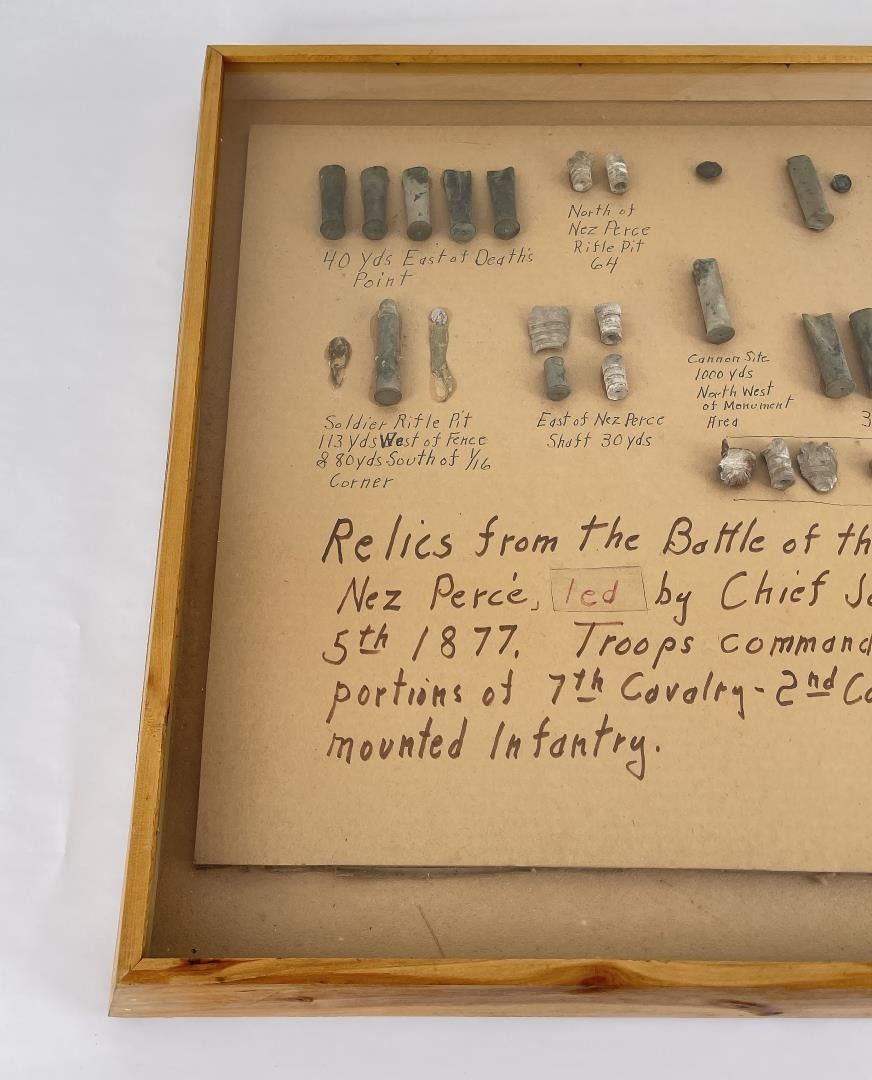 40 Yds East of Death's
Point
North of
Nez Perce
Rifle Pit
64
Soldier Rifle Pit
113 Yds West of Fence
& 80yds South of 1/16
Corner
East of Nez Perce
Shaft 30 yds
Cannon Site
1000 yds
North West
of Monument
Area
3
Relics from the Battle of th
Nez Percé, led by Chief Jo
5th 1877. Troops command
portions of 7th Cavalry - 2nd Ca
mounted Infantry.